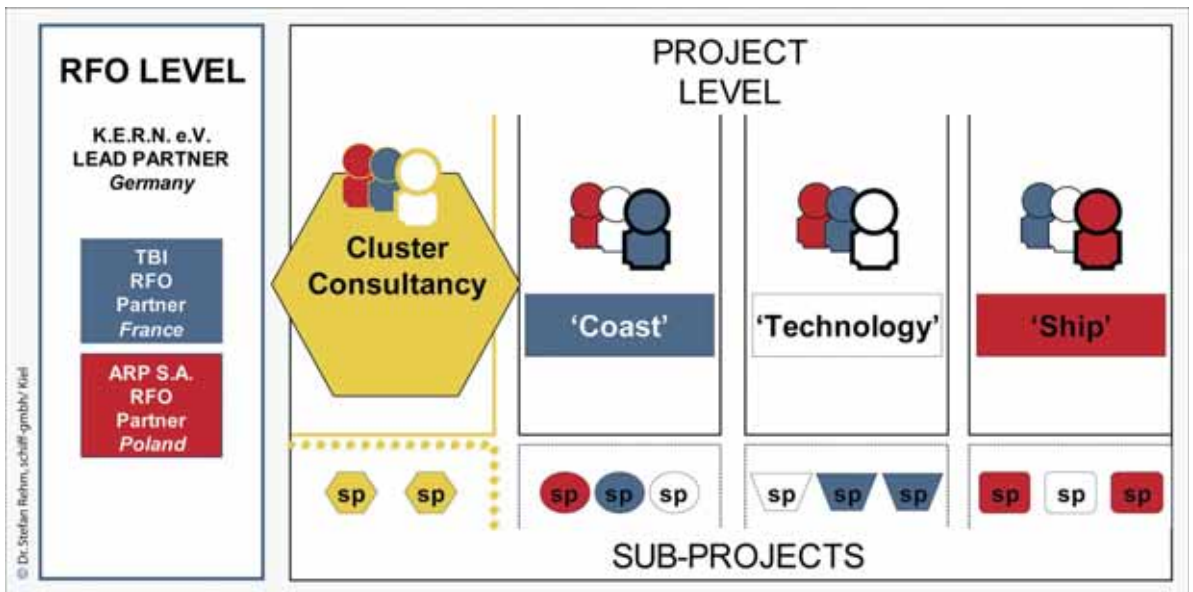 RFO LEVEL
K.E.R.N. e.V.
LEAD PARTNER
Germany
TBI
RFO
Partner
France
ARP S.A.
RFO
Partner
Poland
© Dr. Stefan Rehm, schiff-gmbh/ Kiel
PROJECT
LEVEL
Cluster
Consultancy
'Coast'
'Technology'
'Ship'
sp sp sp sp sp sp sp sp sp sp sp
SUB-PROJECTS